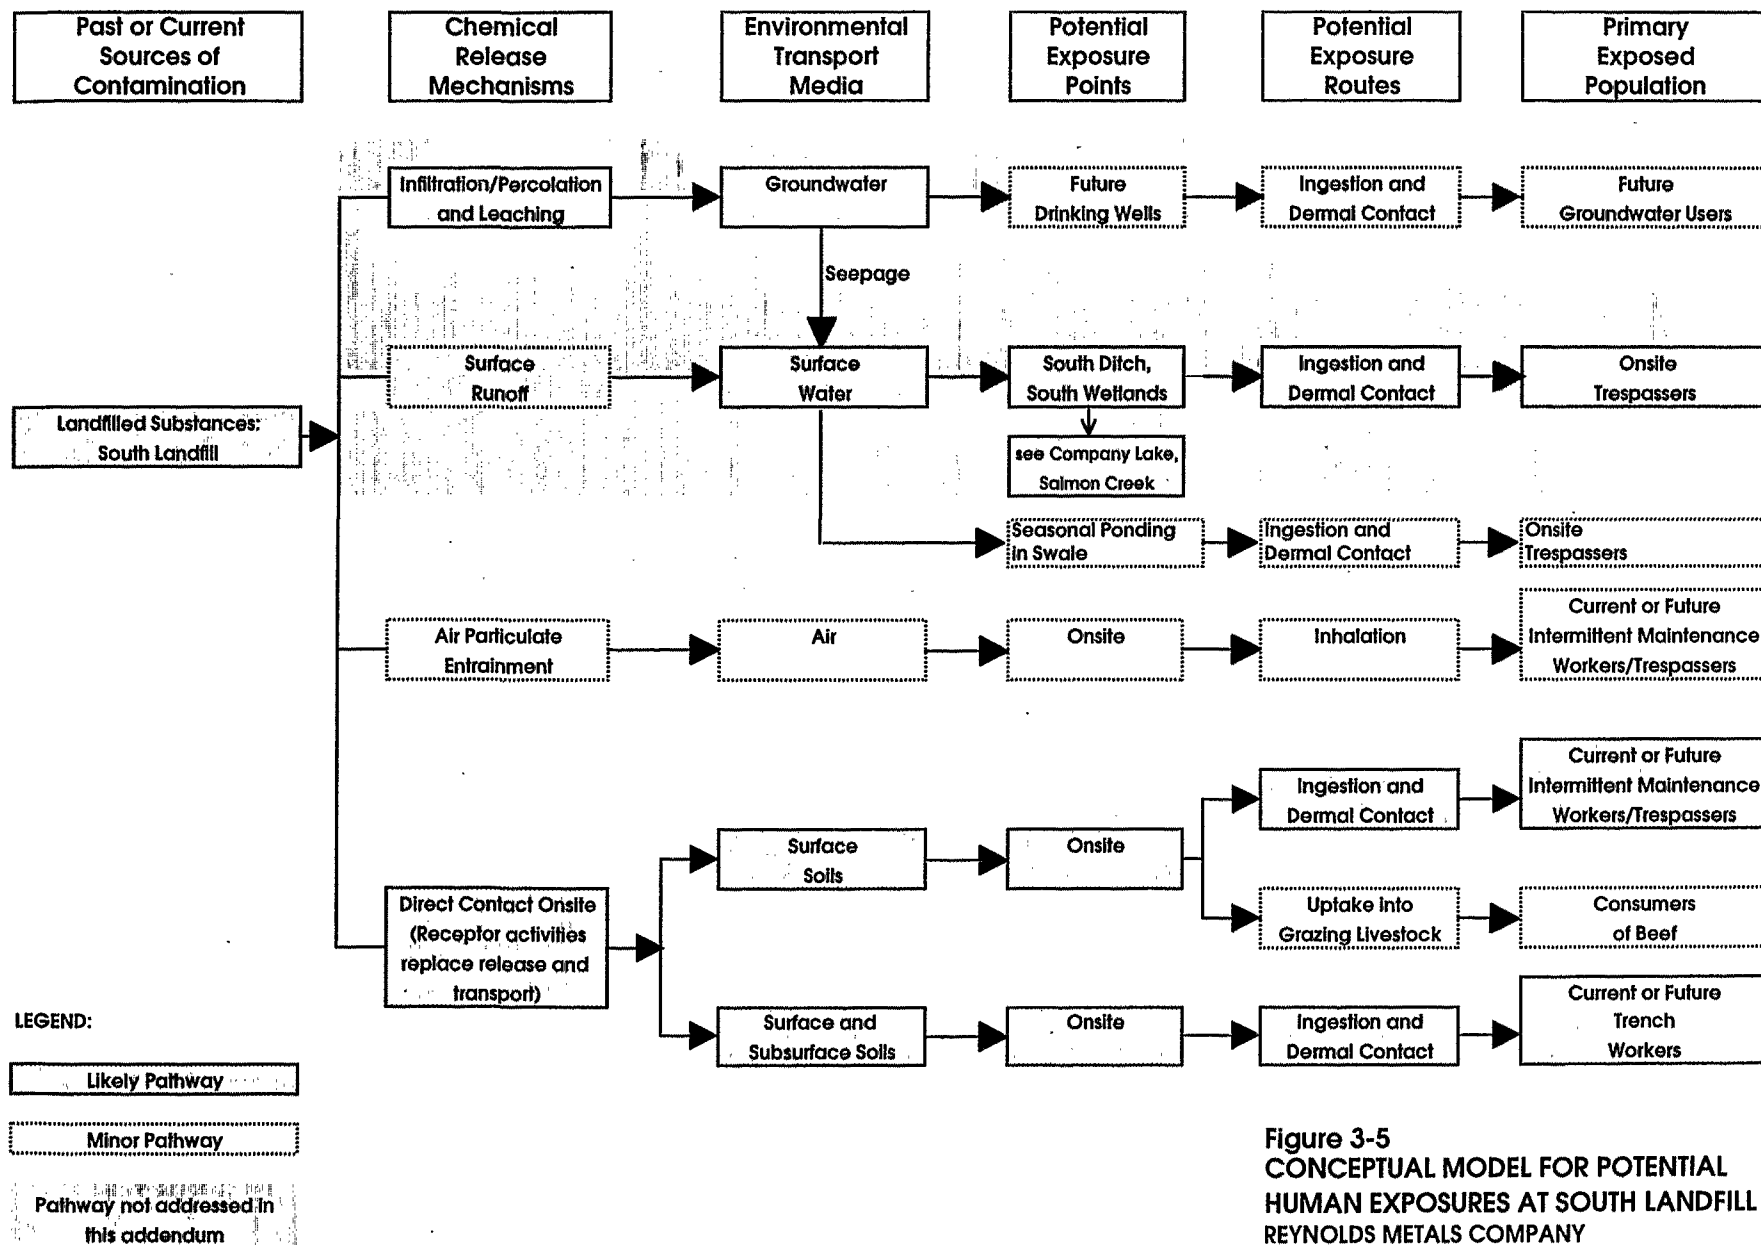 Past or Current
Sources of
Contamination
Chemical
Release
Mechanisms
Environmental
Transport
Media
Potential
Exposure
Points
Potential
Exposure
Routes
Primary
Exposed
Population
Infiltration/Percolation
and Leaching
Groundwater
Future
Drinking Wells
Ingestion and
Dermal Contact
Future
Groundwater Users
Seepage
Surface
Runoff
Surface
Water
South Ditch,
South Wetlands
Ingestion and
Dermal Contact
Onsite
Trespassers
Landfilled Substances:
South Landfill
see Company Lake,
Salmon Creek
Seasonal Ponding
in Swale
Ingestion and
Dermal Contact
Onsite
Trespassers
Air Particulate
Entrainment
Air
Onsite
Inhalation
Current or Future
Intermittent Maintenance
Workers/Trespassers
Direct Contact Onsite
(Receptor activities
replace release and
transport)
Surface
Soils
Onsite
Ingestion and
Dermal Contact
Current or Future
Intermittent Maintenance
Workers/Trespassers
Uptake into
Grazing Livestock
Consumers
of Beef
Surface and
Subsurface Soils
Onsite
Ingestion and
Dermal Contact
Current or Future
Trench
Workers
LEGEND:
Likely Pathway
Minor Pathway
Pathway not addressed in
this addendum
Figure 3-5
CONCEPTUAL MODEL FOR POTENTIAL
HUMAN EXPOSURES AT SOUTH LANDFILL
REYNOLDS METALS COMPANY